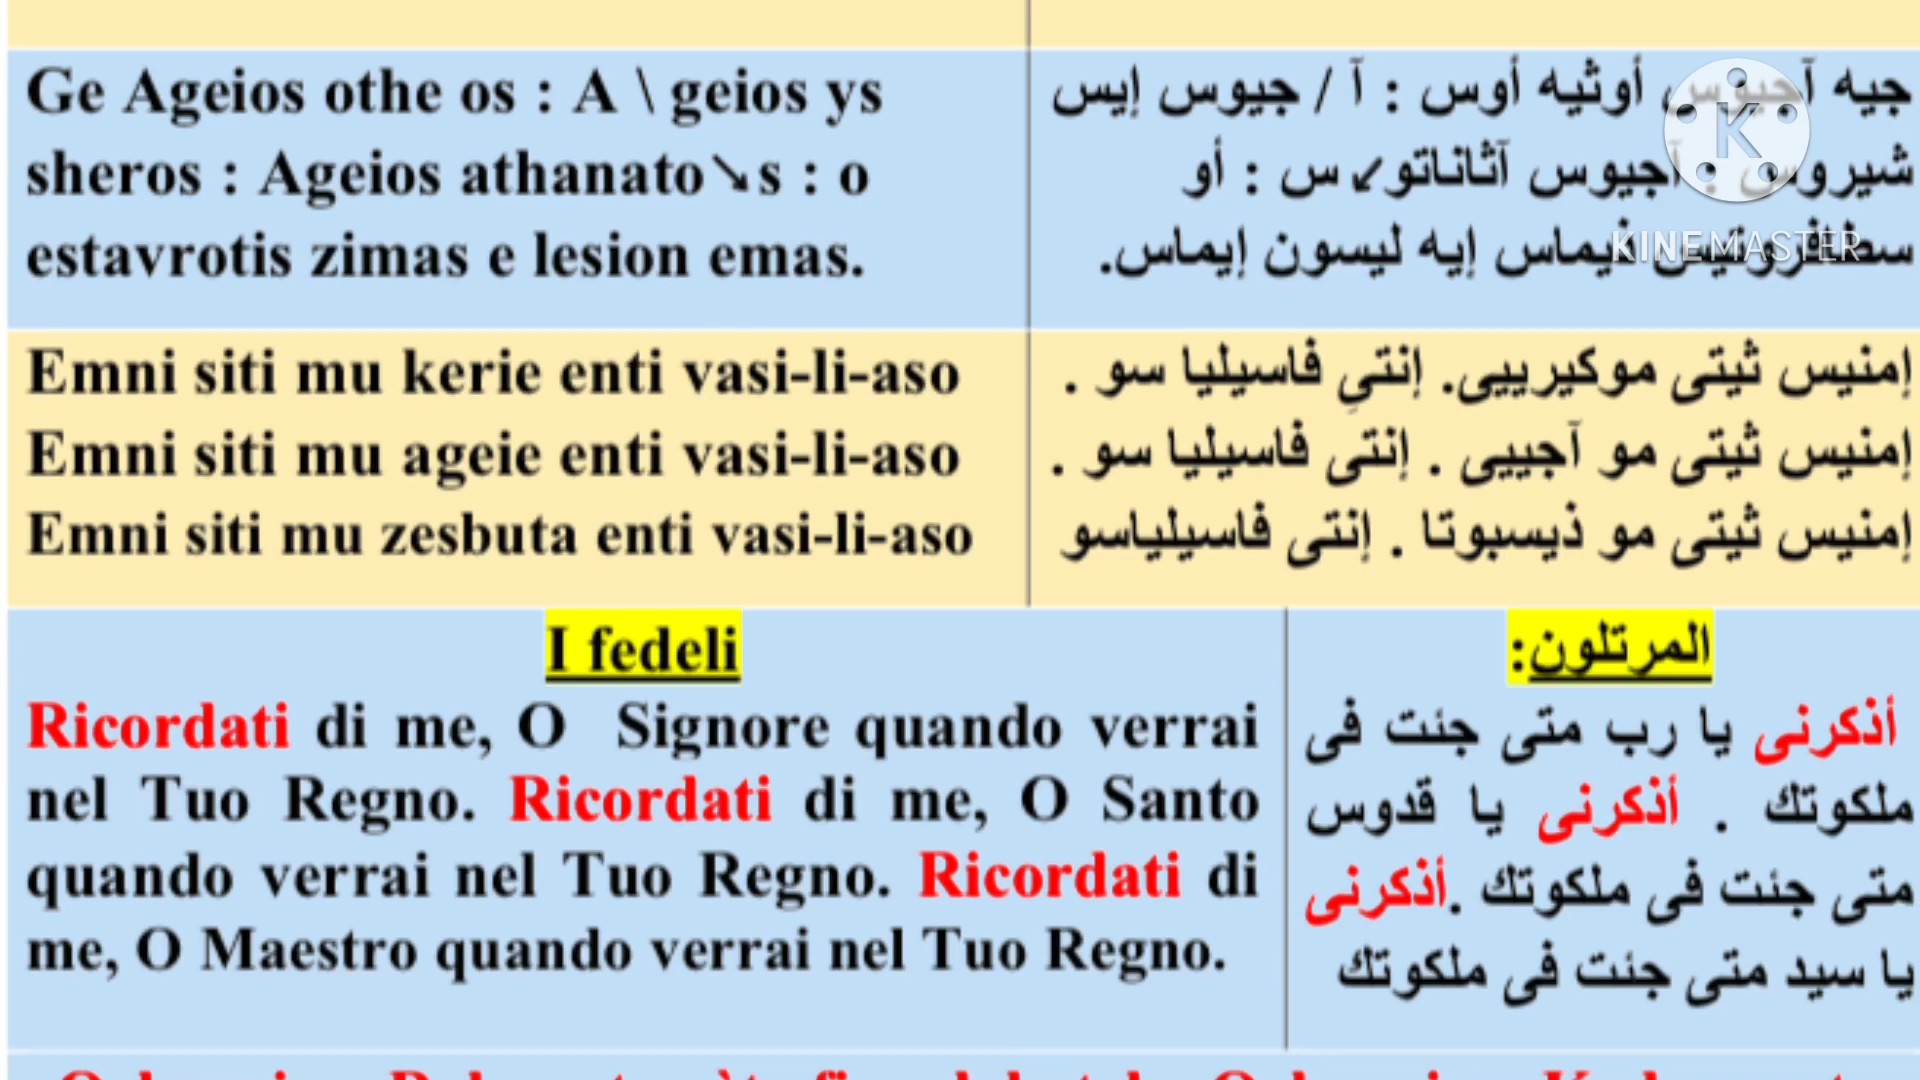 Ge Ageios othe os : A \ geios ys
sheros : Ageios athanato↘s : o
estavrotis zimas e lesion emas.
جيه آجيوس أوثيه أوس : آ / جيوس إيس
شيروس : آجيوس آثاناتو↙س : أو
سطافروتيس ذيماس إيه ليسون إيماس.
Emni siti mu kerie enti vasi-li-aso
Emni siti mu ageie enti vasi-li-aso
Emni siti mu zesbuta enti vasi-li-aso
إمنيس ثيتى موكيرييى. إنتىِ فاسيليا سو .
إمنيس ثيتى مو آجييى . إنتى فاسيليا سو .
إمنيس ثيتى مو ذيسبوتا . إنتى فاسيلياسو
I fedeli
Ricordati di me, O Signore quando verrai
nel Tuo Regno. Ricordati di me, O Santo
quando verrai nel Tuo Regno. Ricordati di
me, O Maestro quando verrai nel Tuo Regno.
المرتلون:
أذكرنى يا رب متى جئت فى
ملكوتك . أذكرنى يا قدوس
متى جئت فى ملكوتك .أذكرنى
يا سيد متى جئت فى ملكوتك
K
KINEMASTER